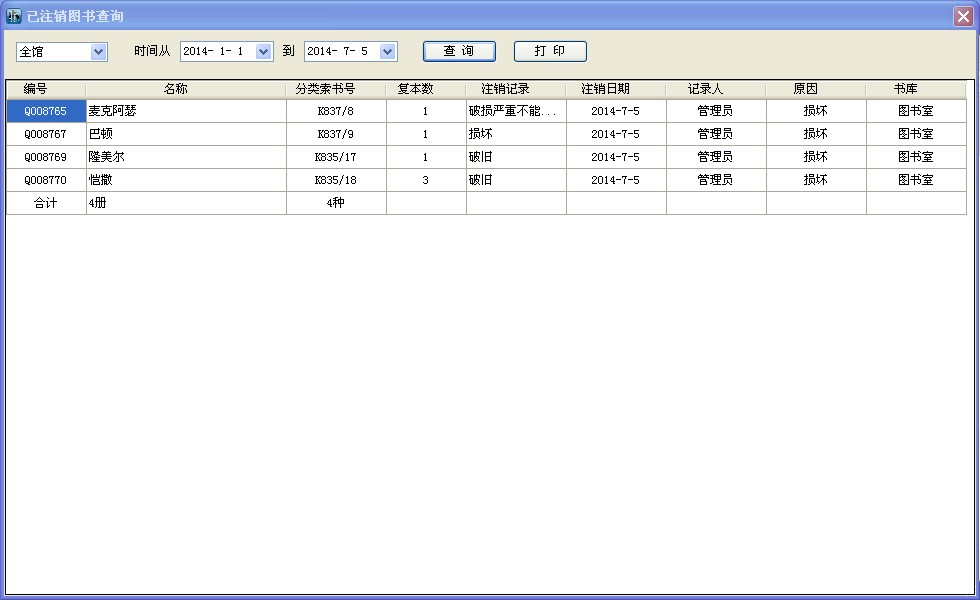 已注销图书查询
全馆 时间从 2014- 1- 1 到 2014- 7- 5 查 询 打 印
编号 名称 分类索书号 复本数 注销记录 注销日期 记录人 原因 书库
Q008765 麦克阿瑟 K837/8 1 破损严重不能... 2014-7-5 管理员 损坏 图书室
Q008767 巴顿 K837/9 1 损坏 2014-7-5 管理员 损坏 图书室
Q008769 隆美尔 K835/17 1 破旧 2014-7-5 管理员 损坏 图书室
Q008770 恺撒 K835/18 3 破旧 2014-7-5 管理员 损坏 图书室
合计 4册 4种